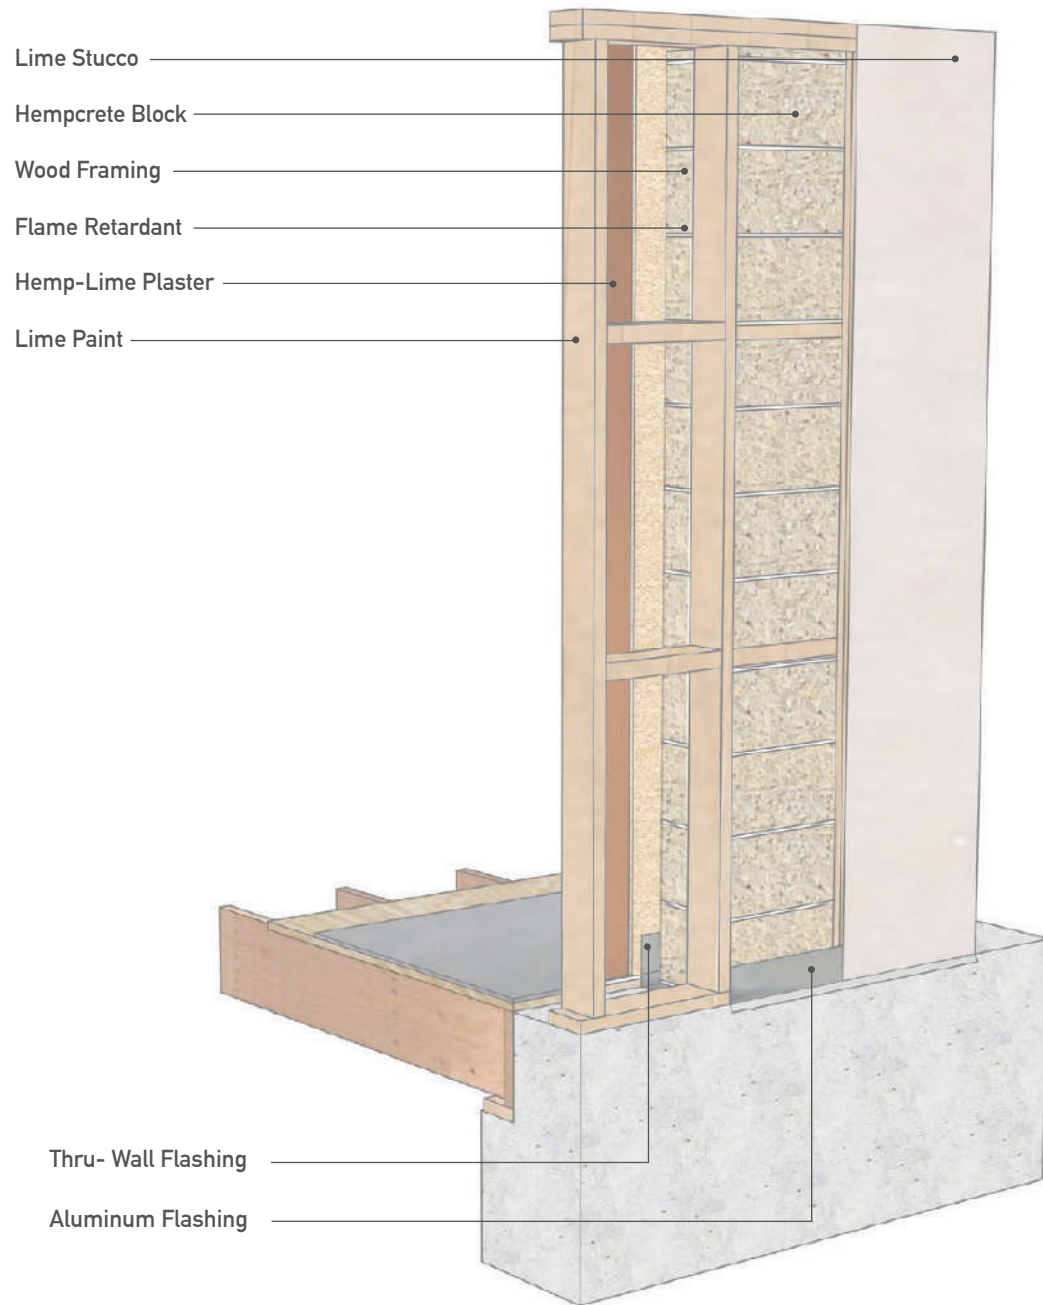 Lime Stucco
Hempcrete Block
Wood Framing
Flame Retardant
Hemp-Lime Plaster
Lime Paint
Thru- Wall Flashing
Aluminum Flashing